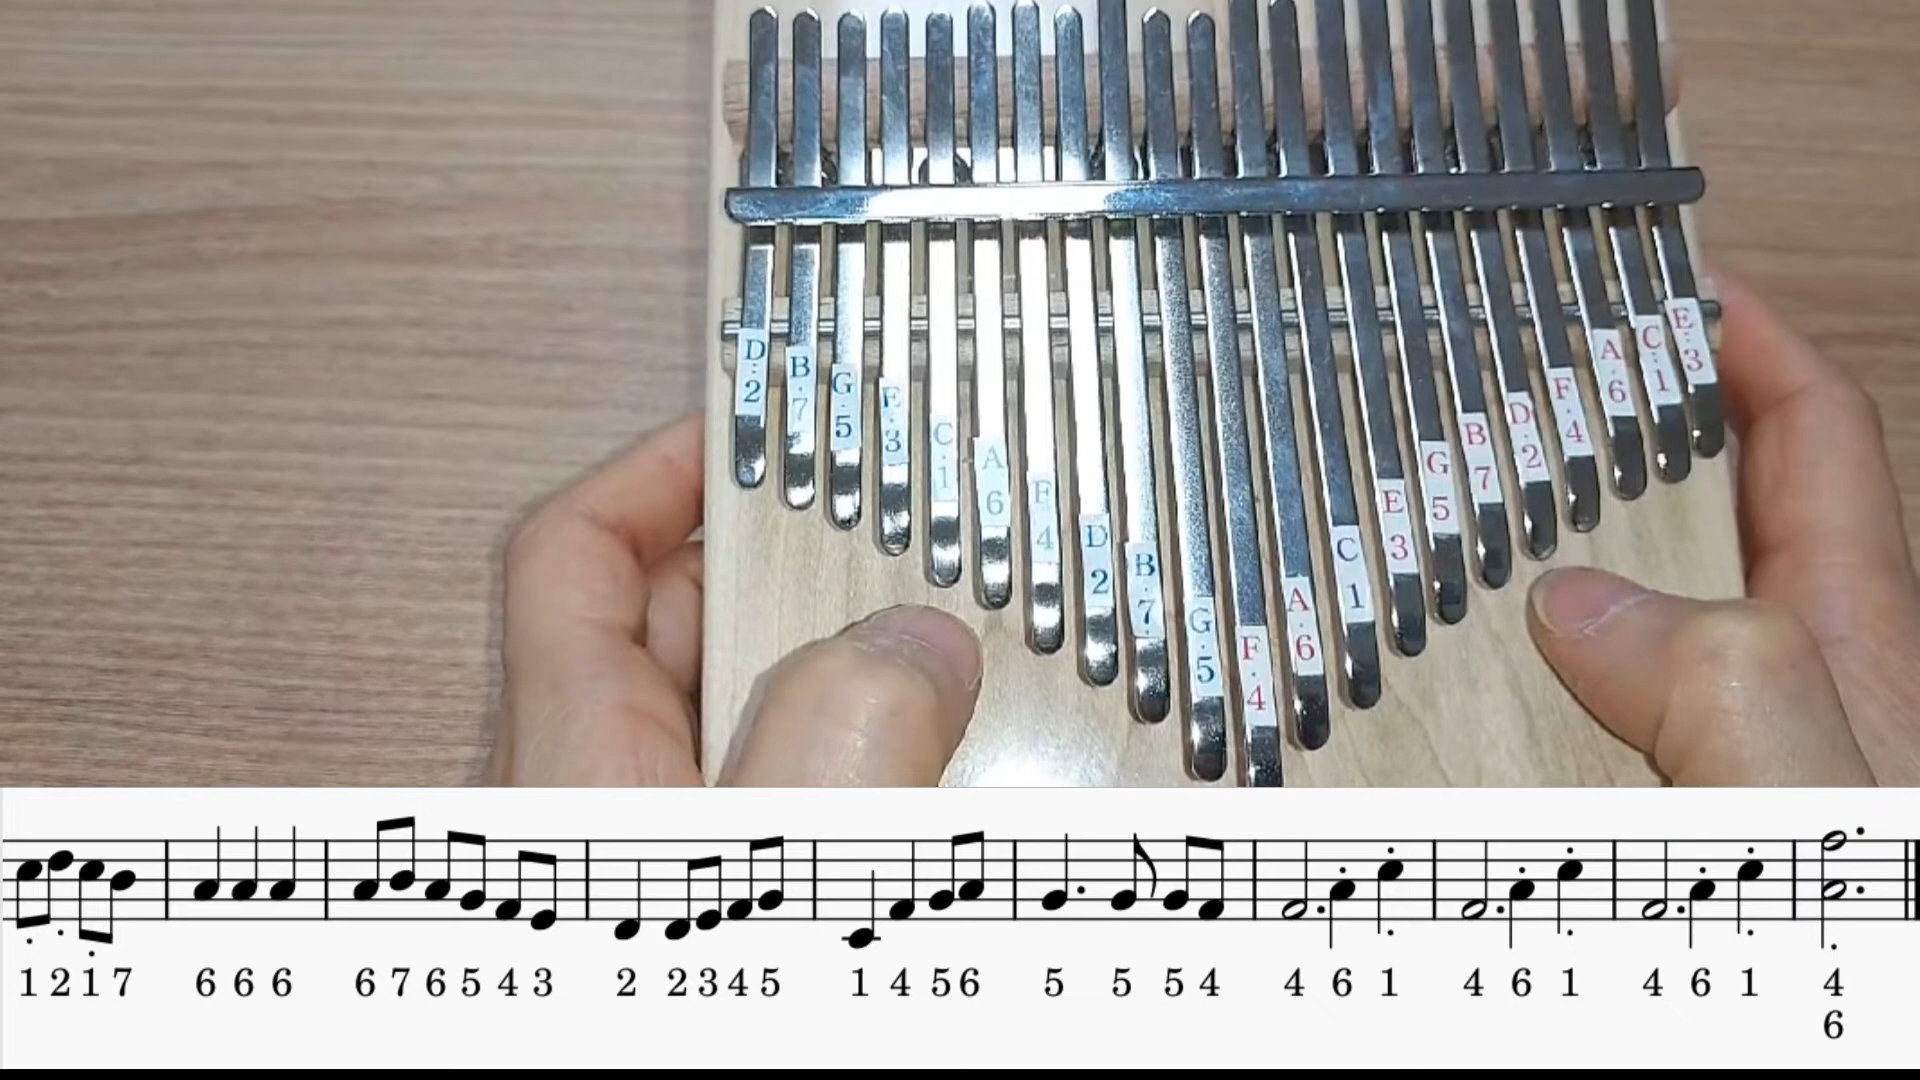 D B G E C A F D B G F A C E G B D F A C E
2 7 5 3 1 6 4 2 7 5 4 6 1 3 5 7 2 4 6 1 3
1 2 1 7 6 6 6 6 7 6 5 4 3 2 2 3 4 5 1 4 5 6 5 5 5 4 4 6 1 4 6 1 4 6 1 4
6